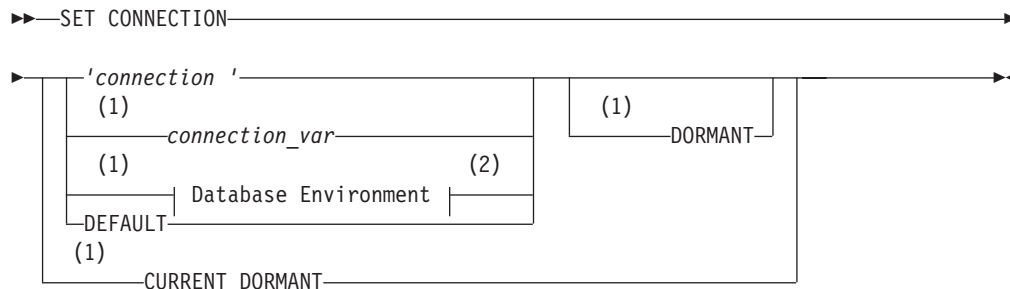 SET CONNECTION
'connection '
(1) (1)
connection_var DORMANT
(1) (2)
Database Environment
DEFAULT
(1)
CURRENT DORMANT